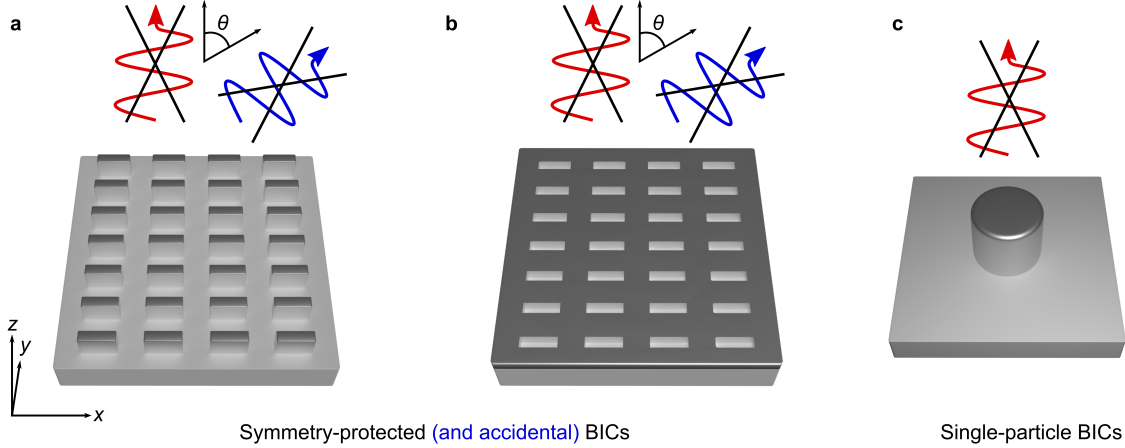 a
θ
b
θ
c
z
y
x
Symmetry-protected (and accidental) BICs
Single-particle BICs